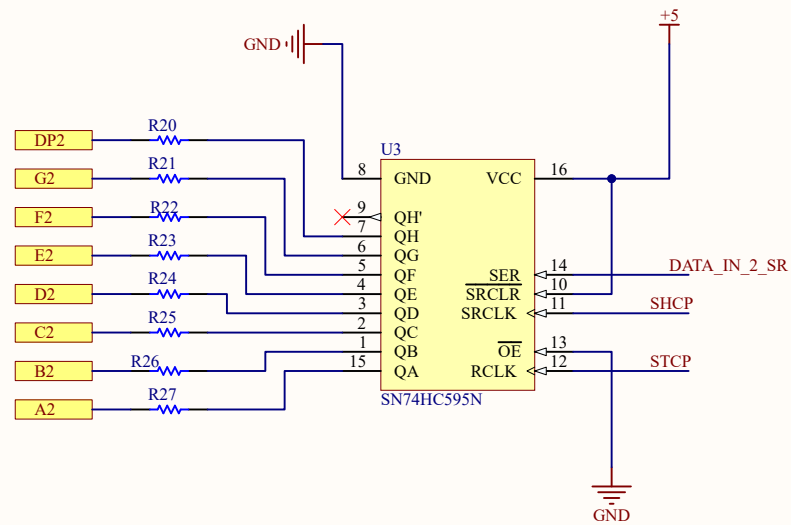 +5
GND
DP2
R20
G2
R21
F2
R22
E2
R23
D2
R24
C2
R25
B2
R26
A2
R27
U3
8 GND VCC 16
9 QH'
7 QH
6 QG
5 QF SER 14 DATA_IN_2_SR
4 QE SRCLR 10
3 QD SRCLK 11 SHCP
2 QC
1 QB OE 13
15 QA RCLK 12 STCP
SN74HC595N
GND